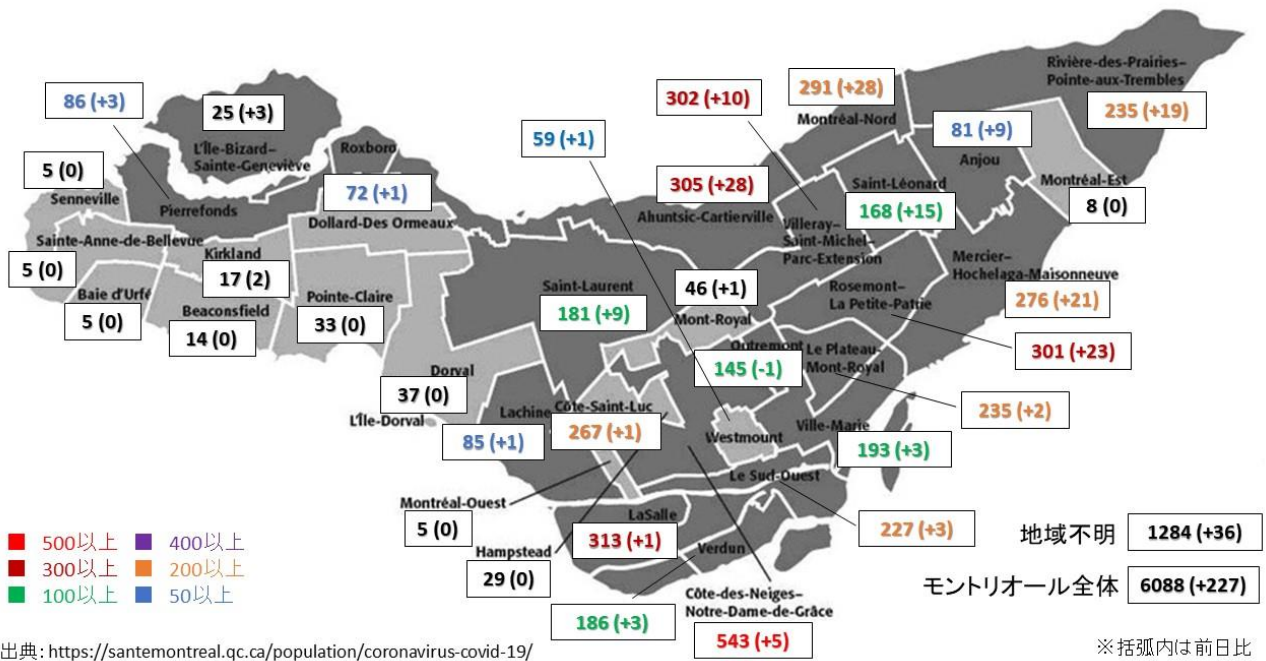 86 (+3)
25 (+3)
L'Île-Bizard–
Sainte-Geneviève
Roxboro
5 (0)
Senneville
Pierrefonds
72 (+1)
Dollard-Des Ormeaux
Sainte-Anne-de-Bellevue
5 (0)
Kirkland
17 (2)
Baie d'Urfé
5 (0)
Beaconsfield
14 (0)
Pointe-Claire
33 (0)
Dorval
37 (0)
L'Île-Dorval
59 (+1)
302 (+10)
291 (+28)
Montréal-Nord
Rivière-des-Prairies–
Pointe-aux-Trembles
235 (+19)
81 (+9)
Anjou
Montréal-Est
8 (0)
305 (+28)
Ahuntsic-Cartierville
Saint-Léonard
168 (+15)
Villeray–
Saint-Michel–
Parc-Extension
Mercier–
Hochelaga-Maisonneuve
276 (+21)
Saint-Laurent
181 (+9)
46 (+1)
Mont-Royal
Rosemont–
La Petite-Patrie
301 (+23)
Outremont
145 (-1)
Le Plateau-
Mont-Royal
235 (+2)
Lachine
85 (+1)
Côte-Saint-Luc
267 (+1)
Westmount
Ville-Marie
193 (+3)
Le Sud-Ouest
227 (+3)
Montréal-Ouest
5 (0)
Hampstead
29 (0)
LaSalle
313 (+1)
Verdun
186 (+3)
Côte-des-Neiges–
Notre-Dame-de-Grâce
543 (+5)
500以上 400以上
300以上 200以上
100以上 50以上
地域不明 1284 (+36)
モントリオール全体 6088 (+227)
出典: https://santemontreal.qc.ca/population/coronavirus-covid-19/
※括弧内は前日比